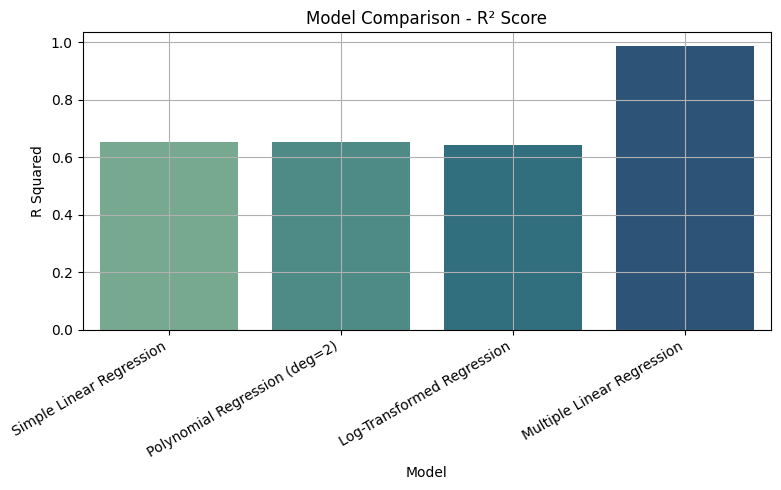 Model Comparison - R² Score
R Squared
1.0
0.8
0.6
0.4
0.2
0.0
Simple Linear Regression
Polynomial Regression (deg=2)
Log-Transformed Regression
Multiple Linear Regression
Model